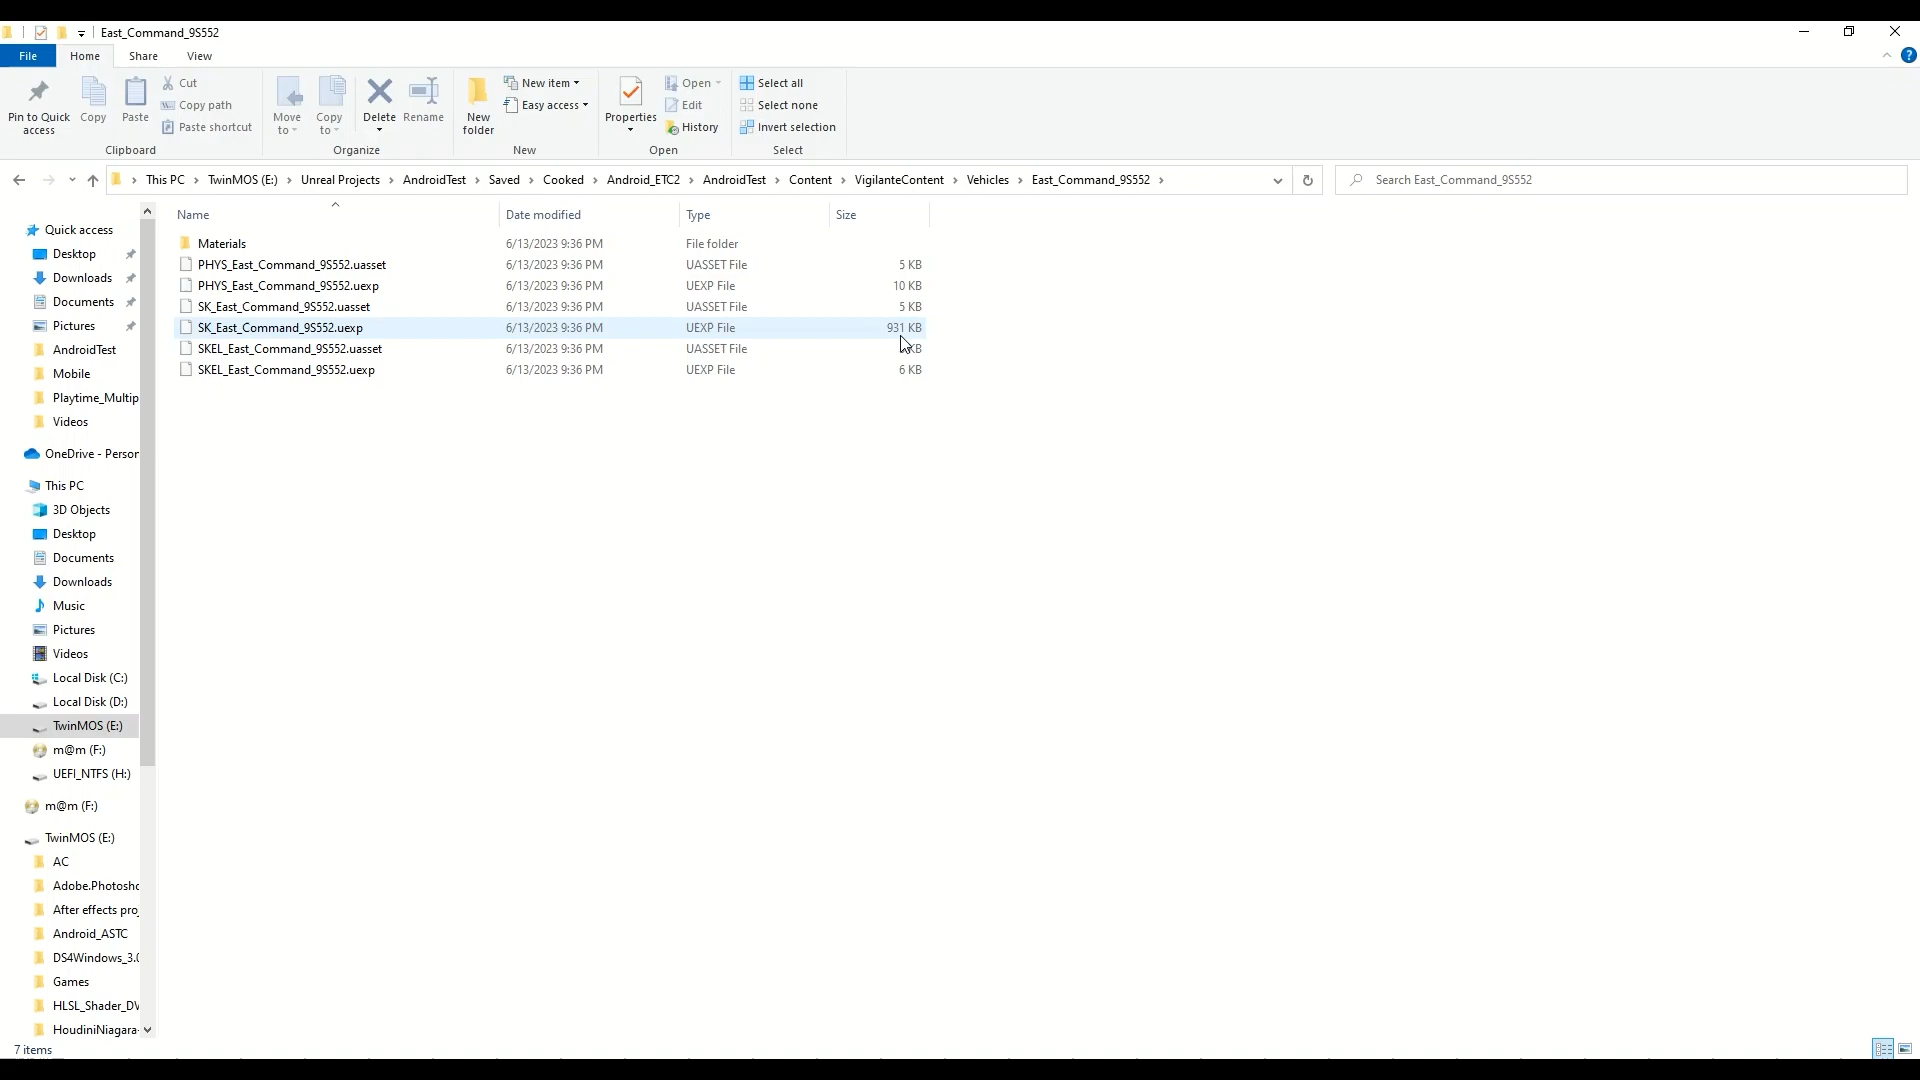 East_Command_9S552
File Home Share View
Pin to Quick access
Copy
Paste
Cut
Copy path
Paste shortcut
Clipboard
Move to
Copy to
Delete
Rename
Organize
New folder
New item
Easy access
New
Properties
Open
Edit
History
Open
Select all
Select none
Invert selection
Select
This PC TwinMOS (E:) Unreal Projects AndroidTest Saved Cooked Android_ETC2 AndroidTest Content VigilanteContent Vehicles East_Command_9S552
Search East_Command_9S552
Name Date modified Type Size
Materials 6/13/2023 9:36 PM File folder
PHYS_East_Command_9S552.uasset 6/13/2023 9:36 PM UASSET File 5 KB
PHYS_East_Command_9S552.uexp 6/13/2023 9:36 PM UEXP File 10 KB
SK_East_Command_9S552.uasset 6/13/2023 9:36 PM UASSET File 5 KB
SK_East_Command_9S552.uexp 6/13/2023 9:36 PM UEXP File 931 KB
SKEL_East_Command_9S552.uasset 6/13/2023 9:36 PM UASSET File KB
SKEL_East_Command_9S552.uexp 6/13/2023 9:36 PM UEXP File 6 KB
Quick access
Desktop
Downloads
Documents
Pictures
AndroidTest
Mobile
Playtime_Multip
Videos
OneDrive - Person
This PC
3D Objects
Desktop
Documents
Downloads
Music
Pictures
Videos
Local Disk (C:)
Local Disk (D:)
TwinMOS (E:)
m@m (F:)
UEFI_NTFS (H:)
m@m (F:)
TwinMOS (E:)
AC
Adobe.Photosho
After effects proj
Android_ASTC
DS4Windows_3.0
Games
HLSL_Shader_DV
HoudiniNiagara-
7 items